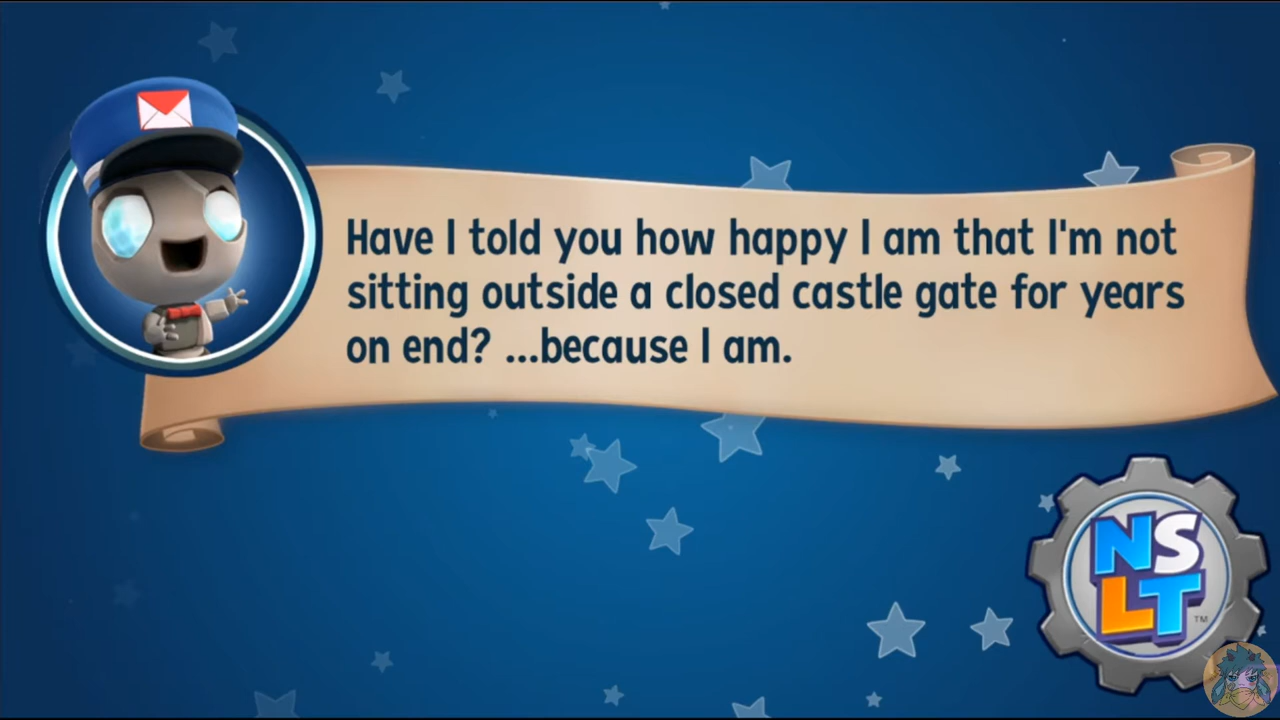 Have I told you how happy I am that I'm not
sitting outside a closed castle gate for years
on end? ...because I am.
NS
LT
TM